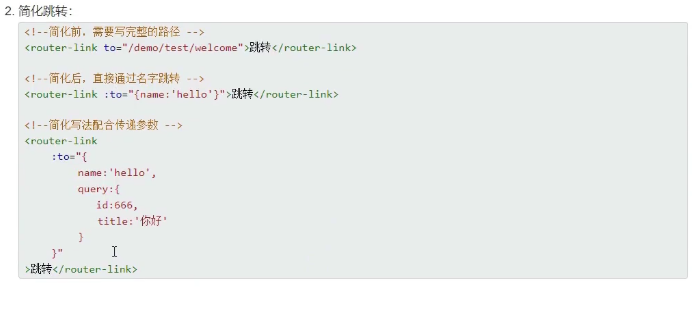 2. 简化跳转:
<!--简化前，需要写完整的路径 -->
<router-link to="/demo/test/welcome">跳转</router-link>
<!--简化后，直接通过名字跳转 -->
<router-link :to="{name:'hello'}">跳转</router-link>
<!--简化写法配合传递参数 -->
<router-link
:to="{
name:'hello',
query:{
id:666,
title:'你好'
}
}"
>跳转</router-link>